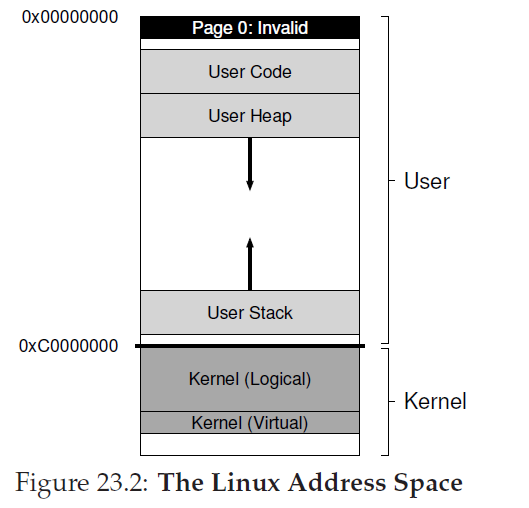 0x00000000
Page 0: Invalid
User Code
User Heap
User
User Stack
0xC0000000
Kernel (Logical)
Kernel
Kernel (Virtual)
Figure 23.2: The Linux Address Space